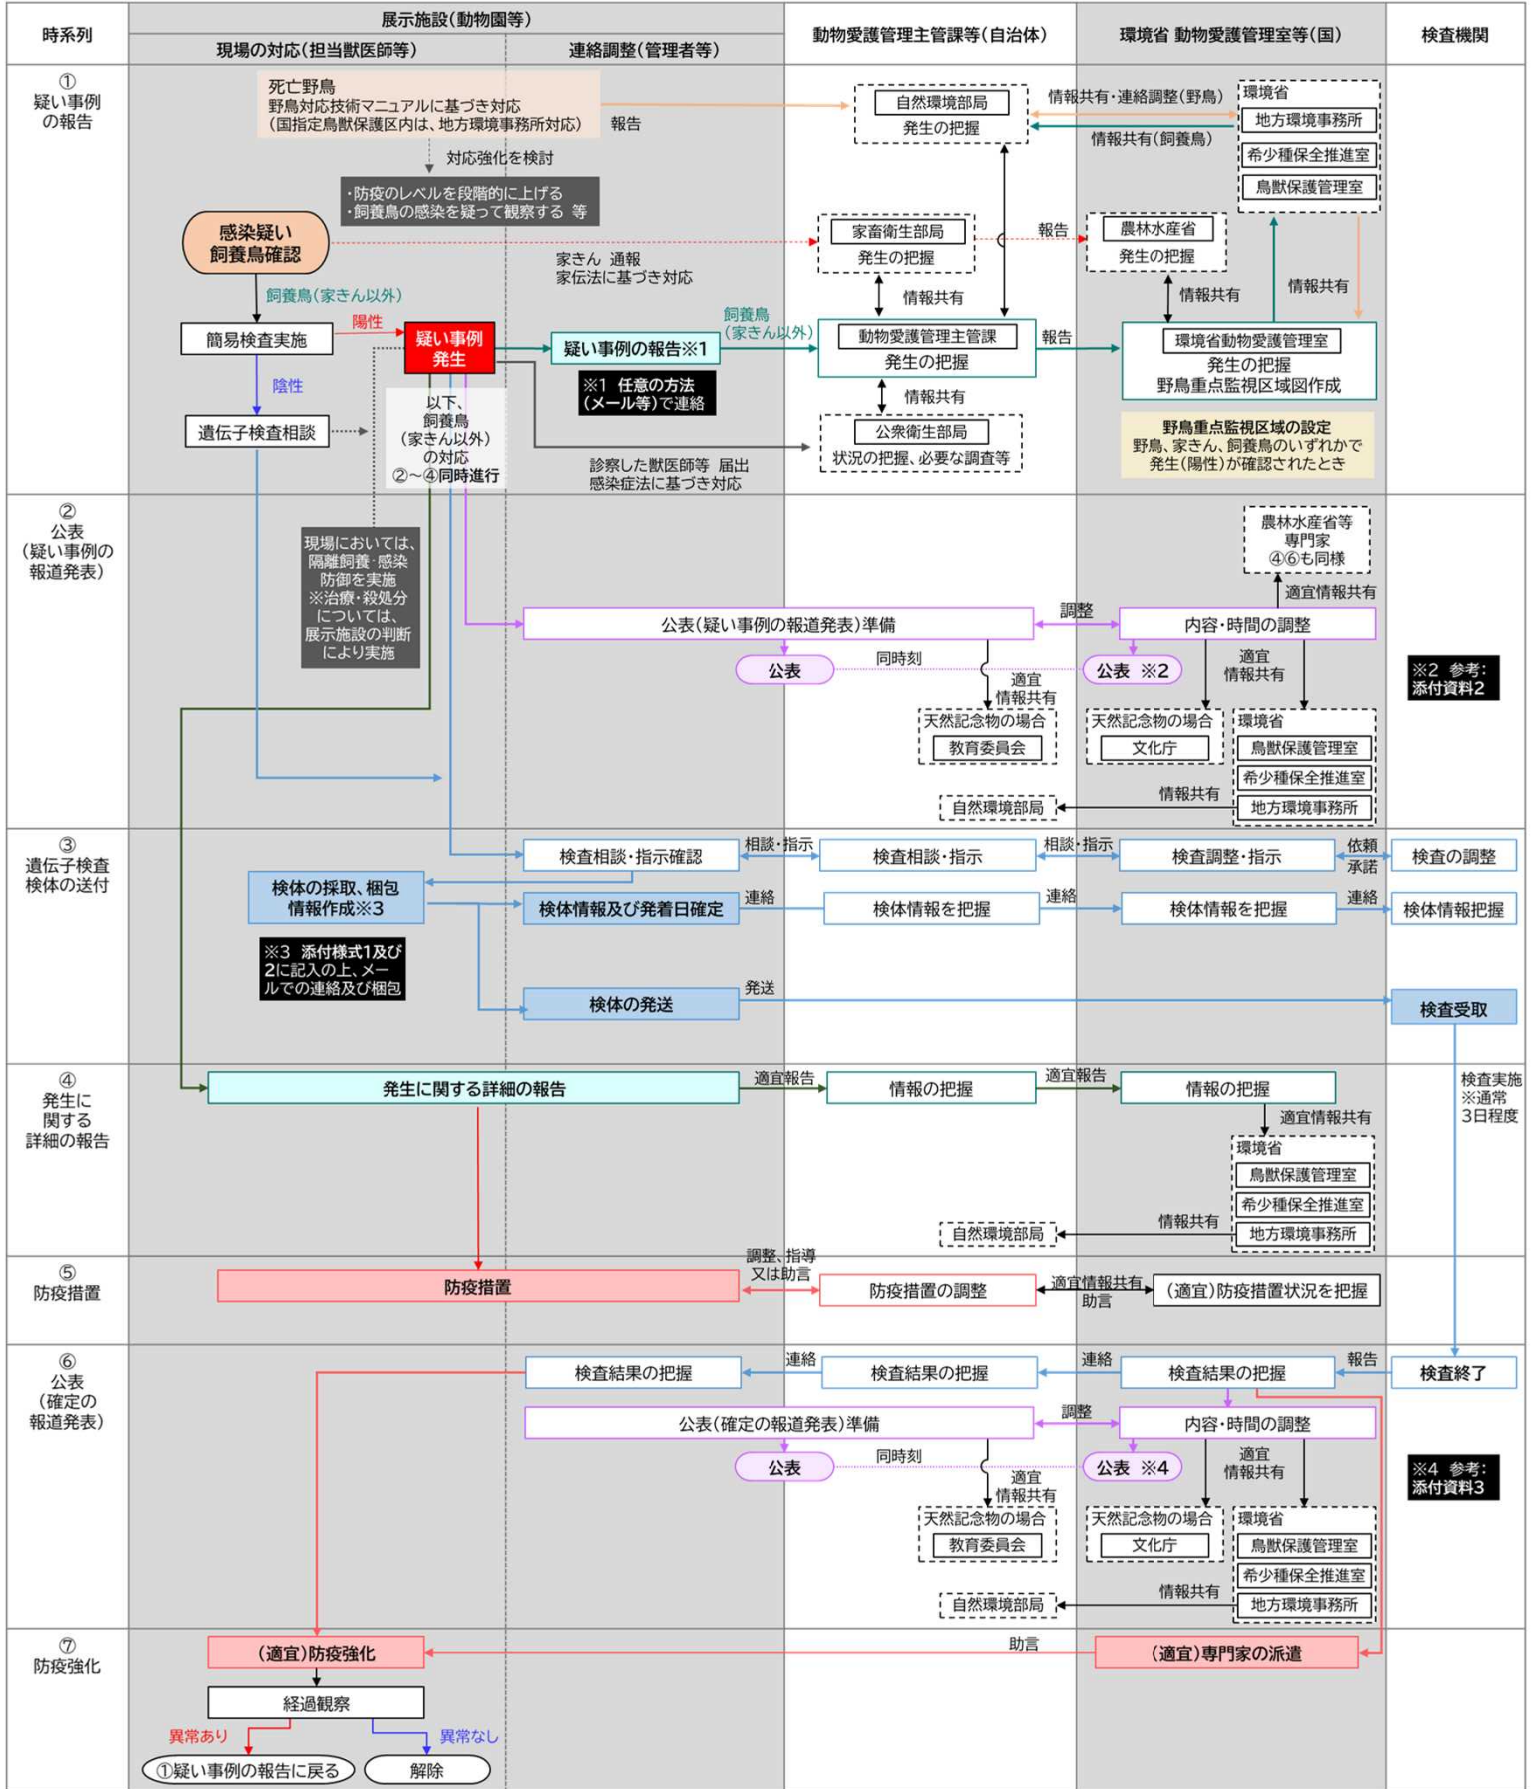 時系列
展示施設(動物園等)
現場の対応(担当獣医師等)
連絡調整(管理者等)
動物愛護管理主管課等(自治体)
環境省 動物愛護管理室等(国)
検査機関
①
疑い事例
の報告
死亡野鳥
野鳥対応技術マニュアルに基づき対応
(国指定鳥獣保護区内は、地方環境事務所対応)
報告
対応強化を検討
・防疫のレベルを段階的に上げる
・飼養鳥の感染を疑って観察する 等
自然環境部局
発生の把握
情報共有・連絡調整(野鳥)
情報共有(飼養鳥)
環境省
地方環境事務所
希少種保全推進室
鳥獣保護管理室
感染疑い
飼養鳥確認
家きん 通報
家伝法に基づき対応
家畜衛生部局
発生の把握
報告
農林水産省
発生の把握
飼養鳥(家きん以外)
情報共有
情報共有
情報共有
簡易検査実施
陽性
疑い事例
発生
疑い事例の報告※1
飼養鳥
(家きん以外)
動物愛護管理主管課
発生の把握
報告
環境省動物愛護管理室
発生の把握
野鳥重点監視区域図作成
陰性
※1 任意の方法
(メール等)で連絡
情報共有
遺伝子検査相談
以下、
飼養鳥
(家きん以外)
の対応
②~④同時進行
公衆衛生部局
状況の把握、必要な調査等
診察した獣医師等 届出
感染症法に基づき対応
野鳥重点監視区域の設定
野鳥、家きん、飼養鳥のいずれかで
発生(陽性)が確認されたとき
②
公表
(疑い事例の
報道発表)
現場においては、
隔離飼養・感染
防御を実施
※治療・殺処分
については、
展示施設の判断
により実施
農林水産省等
専門家
④⑥も同様
適宜情報共有
公表(疑い事例の報道発表)準備
調整
内容・時間の調整
公表
同時刻
公表 ※2
適宜
情報共有
適宜
情報共有
※2 参考:
添付資料2
天然記念物の場合
教育委員会
天然記念物の場合
文化庁
環境省
鳥獣保護管理室
希少種保全推進室
地方環境事務所
情報共有
自然環境部局
③
遺伝子検査
検体の送付
検査相談・指示確認
相談・指示
検査相談・指示
相談・指示
検査調整・指示
依頼
承諾
検査の調整
検体の採取、梱包
情報作成※3
検体情報及び発着日確定
連絡
検体情報を把握
連絡
検体情報を把握
連絡
検体情報把握
※3 添付様式1及び
2に記入の上、メー
ルでの連絡及び梱包
検体の発送
発送
検査受取
④
発生に
関する
詳細の報告
発生に関する詳細の報告
適宜報告
情報の把握
適宜報告
情報の把握
検査実施
※通常
3日程度
適宜情報共有
環境省
鳥獣保護管理室
希少種保全推進室
地方環境事務所
情報共有
自然環境部局
⑤
防疫措置
防疫措置
調整、指導
又は助言
防疫措置の調整
適宜情報共有
助言
(適宜)防疫措置状況を把握
⑥
公表
(確定の
報道発表)
検査結果の把握
連絡
検査結果の把握
連絡
検査結果の把握
報告
検査終了
公表(確定の報道発表)準備
調整
内容・時間の調整
公表
同時刻
公表 ※4
適宜
情報共有
適宜
情報共有
※4 参考:
添付資料3
天然記念物の場合
教育委員会
天然記念物の場合
文化庁
環境省
鳥獣保護管理室
希少種保全推進室
地方環境事務所
情報共有
自然環境部局
⑦
防疫強化
(適宜)防疫強化
助言
(適宜)専門家の派遣
経過観察
異常あり
異常なし
①疑い事例の報告に戻る
解除